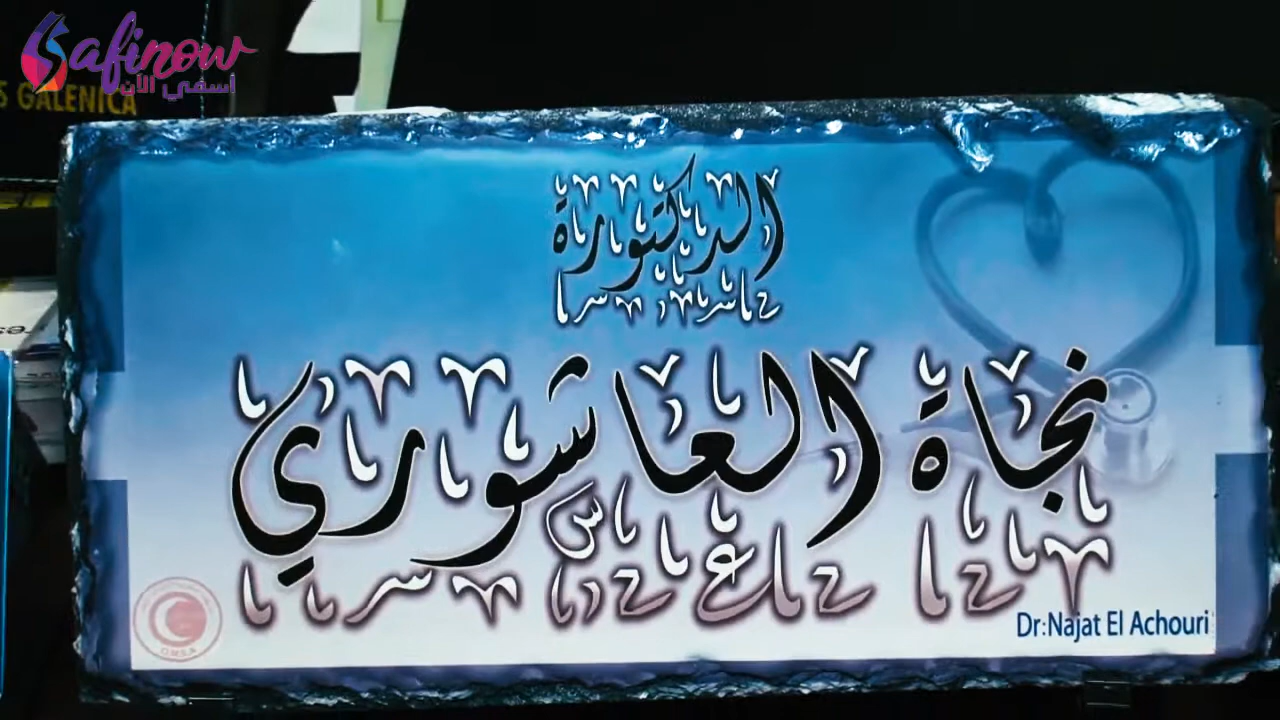 Safinow
أسفي الآن
S GALENICA
الدكتورة
نجاة العاشوري
Dr:Najat El Achouri
O.M.S.A